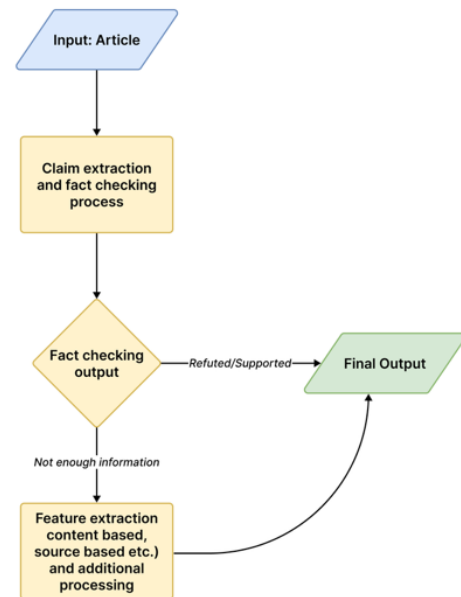 Input: Article
Claim extraction
and fact checking
process
Fact checking
output
Refuted/Supported
Final Output
Not enough information
Feature extraction
content based,
source based etc.)
and additional
processing